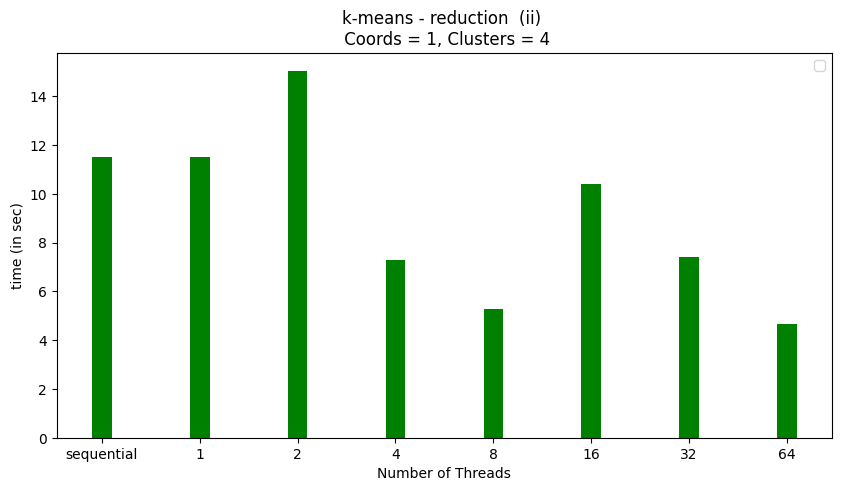 k-means - reduction  (ii)
Coords = 1, Clusters = 4
14
12
10
8
6
4
2
0
time (in sec)
sequential 1 2 4 8 16 32 64
Number of Threads